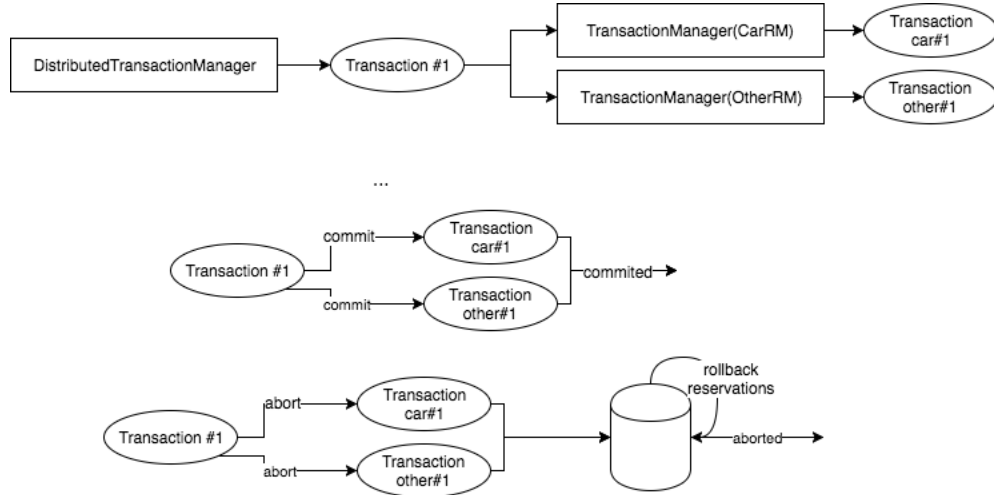 TransactionManager(CarRM)
Transaction
car#1
DistributedTransactionManager
Transaction #1
TransactionManager(OtherRM)
Transaction
other#1
...
commit
Transaction
car#1
Transaction #1
commited
commit
Transaction
other#1
rollback
reservations
abort
Transaction
car#1
Transaction #1
aborted
abort
Transaction
other#1